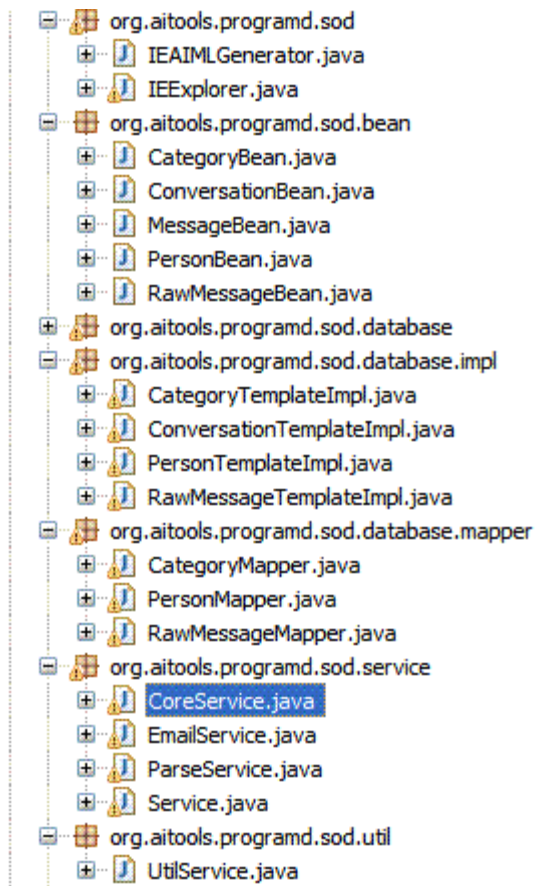 org.aitools.programd.sod
IEAIMLGenerator.java
IEExplorer.java
org.aitools.programd.sod.bean
CategoryBean.java
ConversationBean.java
MessageBean.java
PersonBean.java
RawMessageBean.java
org.aitools.programd.sod.database
org.aitools.programd.sod.database.impl
CategoryTemplateImpl.java
ConversationTemplateImpl.java
PersonTemplateImpl.java
RawMessageTemplateImpl.java
org.aitools.programd.sod.database.mapper
CategoryMapper.java
PersonMapper.java
RawMessageMapper.java
org.aitools.programd.sod.service
CoreService.java
EmailService.java
ParseService.java
Service.java
org.aitools.programd.sod.util
UtilService.java